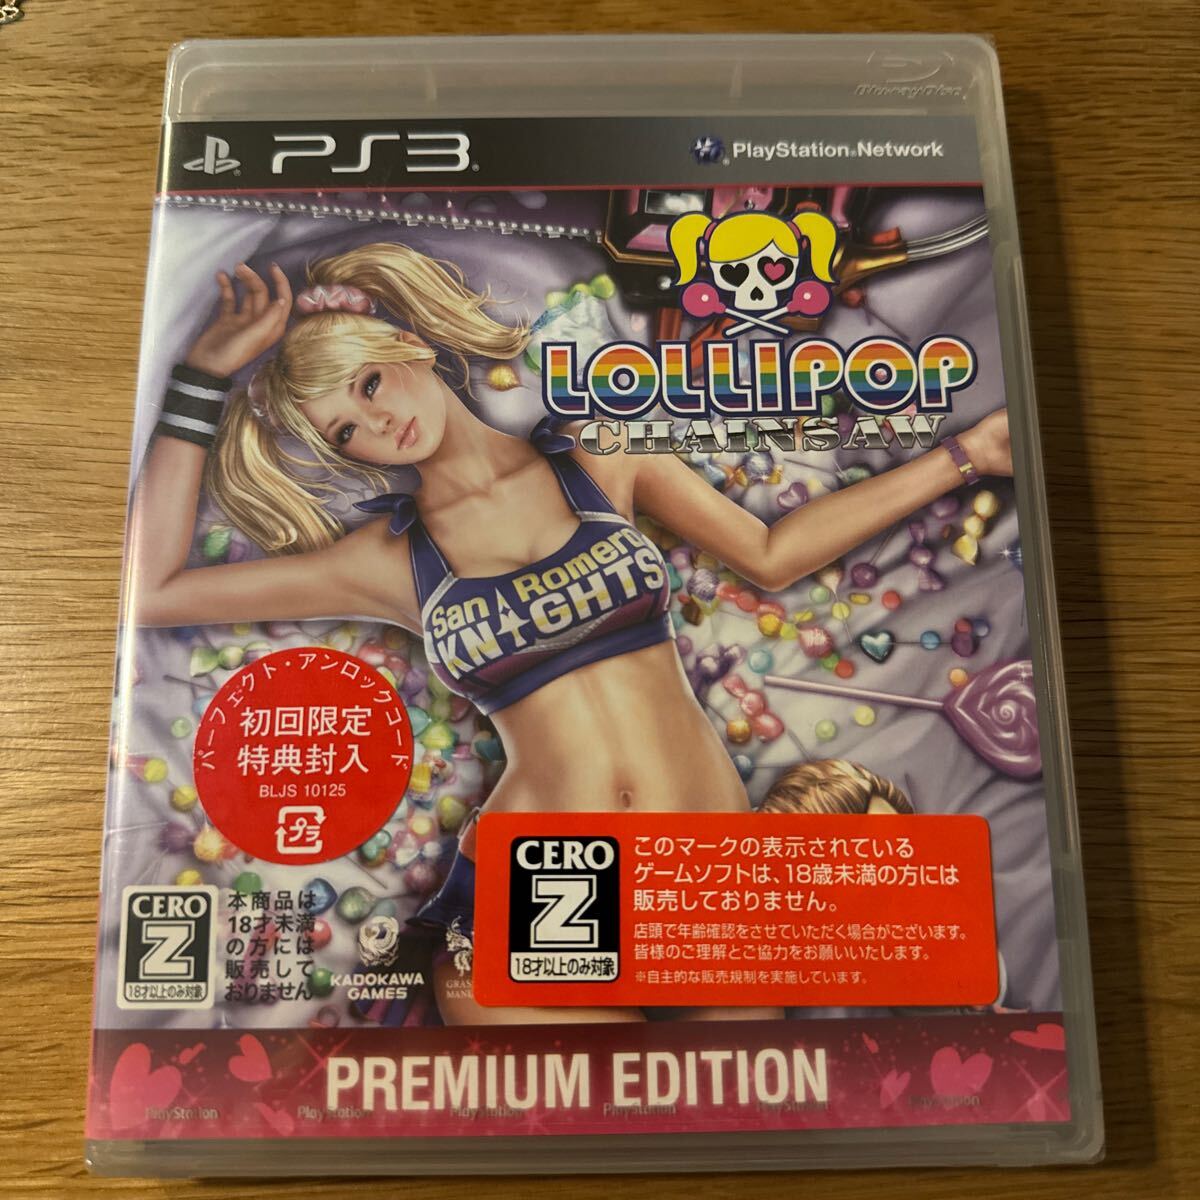 Blu-ray Disc
PS3
PlayStation Network
LOLLIPOP
CHAINSAW
San Romero
KNIGHTS
パーフェクト・アンロックコード
初回限定
特典封入
BLJS 10125
プラ
CERO
Z
18才以上のみ対象
本商品は
18才未満
の方には
販売して
おりません
KADOKAWA
GAMES
CERO
Z
18才以上のみ対象
このマークの表示されている
ゲームソフトは、18歳未満の方には
販売しておりません。
店頭で年齢確認をさせていただく場合がございます。
皆様のご理解とご協力をお願いいたします。
※自主的な販売規制を実施しています。
PREMIUM EDITION
PlayStation PlayStation PlayStation PlayStation PlayStation PlayStation